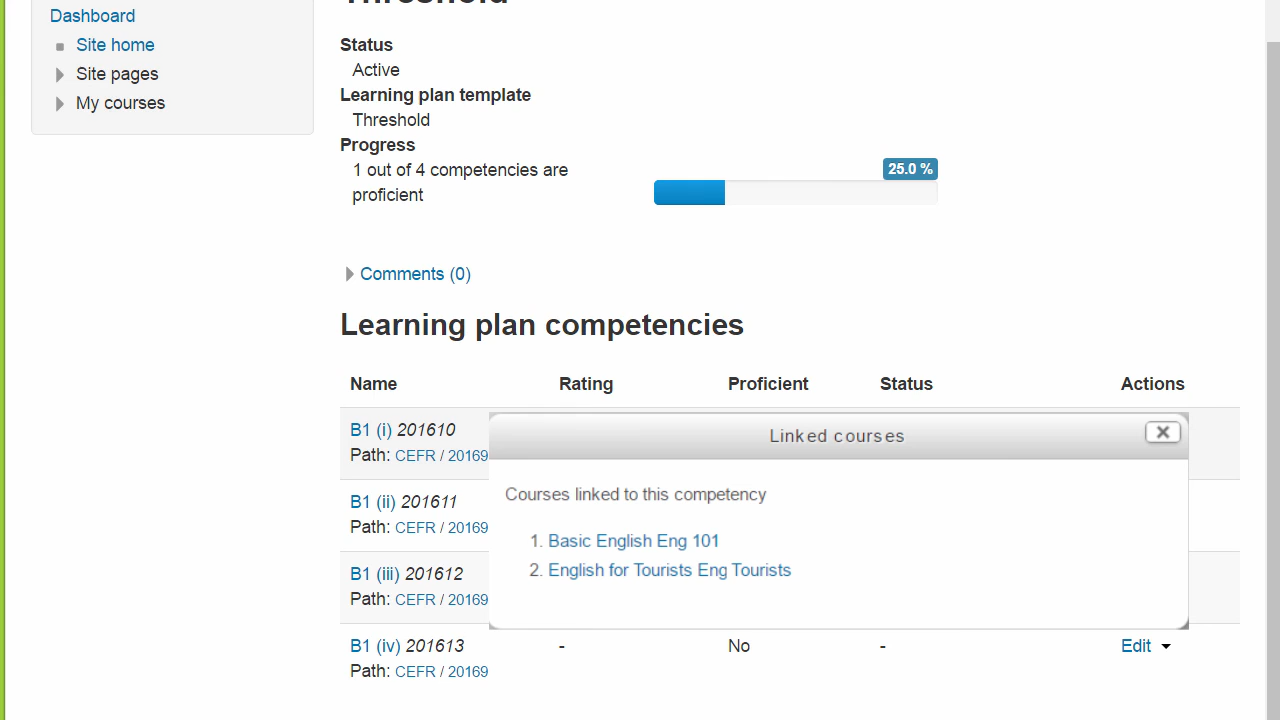 Dashboard
Site home
Site pages
My courses
Status
Active
Learning plan template
Threshold
Progress
1 out of 4 competencies are
proficient
25.0 %
Comments (0)
Learning plan competencies
Name Rating Proficient Status Actions
B1 (i) 201610
Path: CEFR / 20169
B1 (ii) 201611
Path: CEFR / 20169
B1 (iii) 201612
Path: CEFR / 20169
B1 (iv) 201613 - No - Edit
Path: CEFR / 20169
Linked courses
Courses linked to this competency
1. Basic English Eng 101
2. English for Tourists Eng Tourists